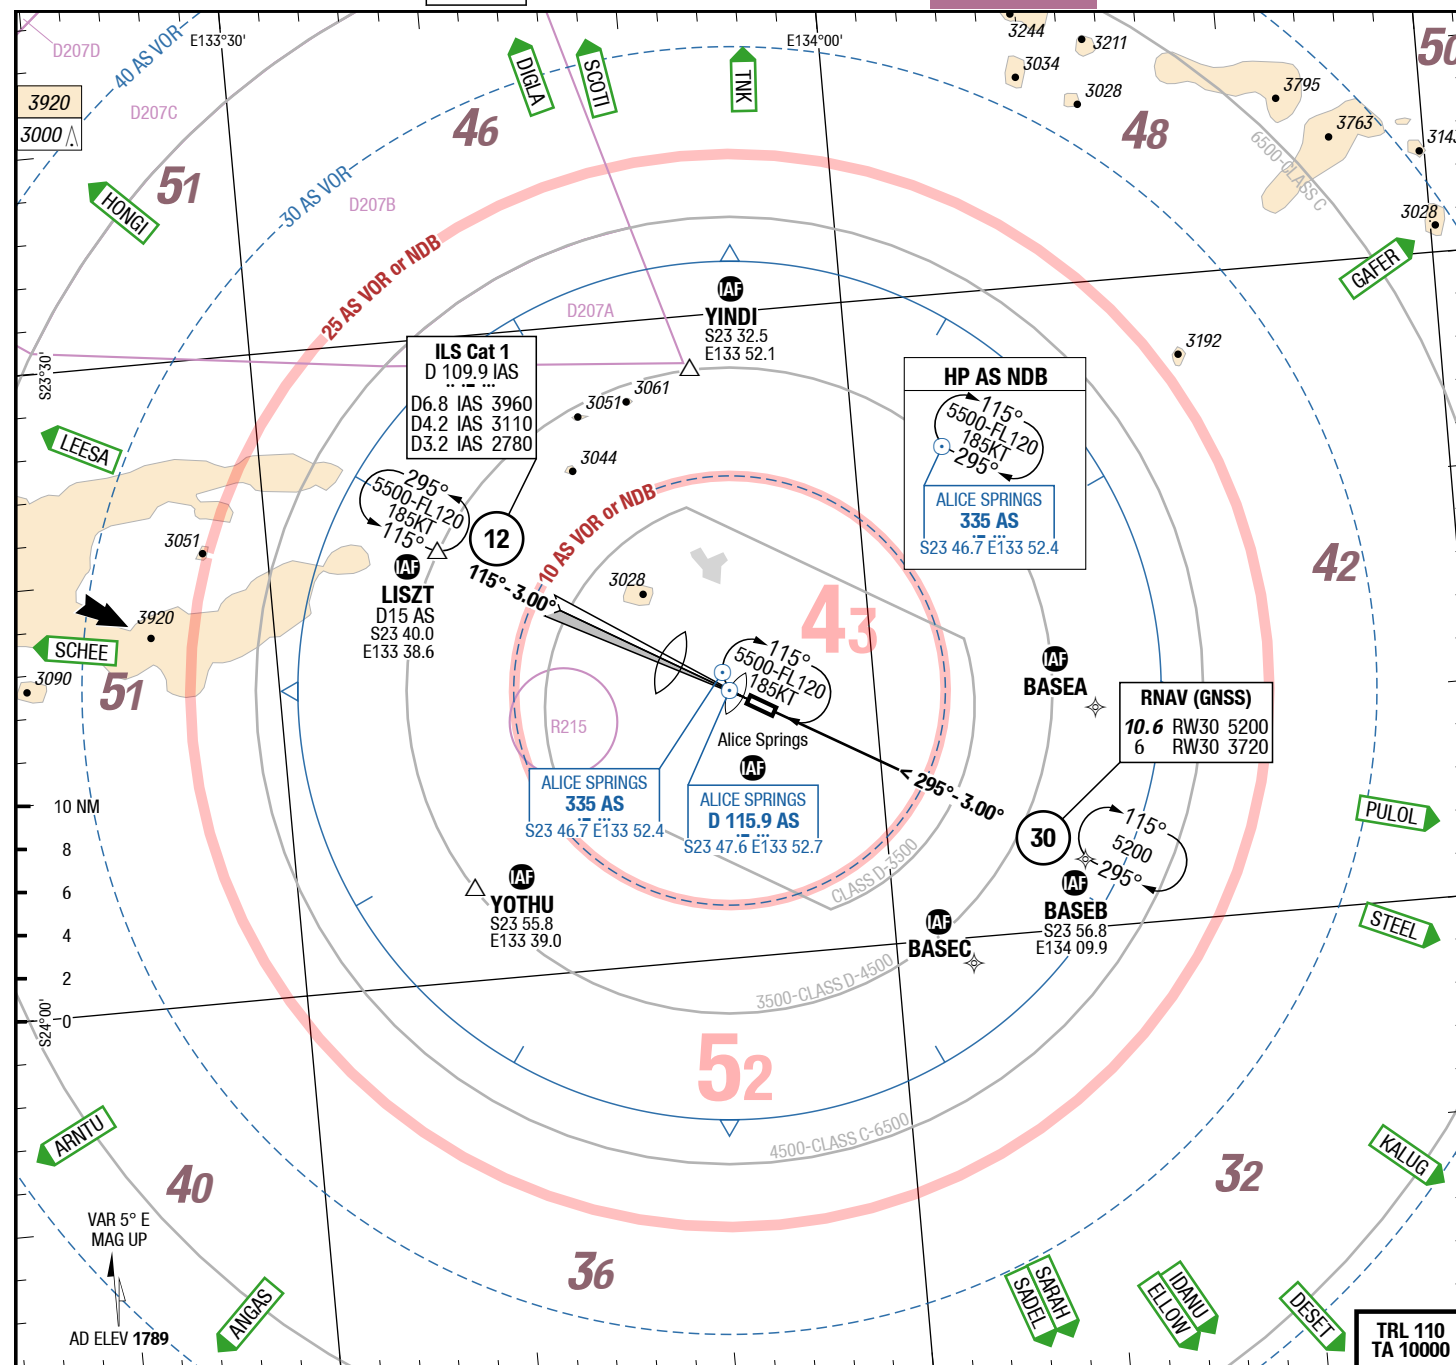 D207D
40 AS VOR
E133°30'
DIGLA
SCOTI
TNK
E134°00'
3244
3211
3034
3028
3795
3763
50
3920
3000
D207C
46
48
6500-CLASS C
51
HONGI
30 AS VOR
D207B
3028
25 AS VOR or NDB
GAFER
D207A
IAF
YINDI
S23 32.5
E133 52.1
3192
S23°30'
ILS Cat 1
D 109.9 IAS
D6.8 IAS 3960
D4.2 IAS 3110
D3.2 IAS 2780
3051
3061
3044
HP AS NDB
115°
5500-FL120
185KT
295°
ALICE SPRINGS
335 AS
S23 46.7 E133 52.4
LEESA
295°
5500-FL120
185KT
115°
12
10 AS VOR or NDB
3051
IAF
LISZT
D15 AS
S23 40.0
E133 38.6
115°-3.00°
3028
43
42
3920
SCHEE
3090
51
115°
5500-FL120
185KT
IAF
BASEA
RNAV (GNSS)
10.6 RW30 5200
6 RW30 3720
R215
Alice Springs
IAF
ALICE SPRINGS
335 AS
S23 46.7 E133 52.4
ALICE SPRINGS
D 115.9 AS
S23 47.6 E133 52.7
< 295°-3.00°
10 NM
8
6
4
2
0
PULOL
30
115°
5200
295°
CLASS D-3500
IAF
YOTHU
S23 55.8
E133 39.0
IAF
BASEB
S23 56.8
E134 09.9
IAF
BASEC
STEEL
3500-CLASS D-4500
S24°00'
52
4500-CLASS C-6500
ARNTU
40
KALUG
32
VAR 5° E
MAG UP
36
AD ELEV 1789
ANGAS
SADEL
SARAH
ELLOW
IDANU
DESET
TRL 110
TA 10000